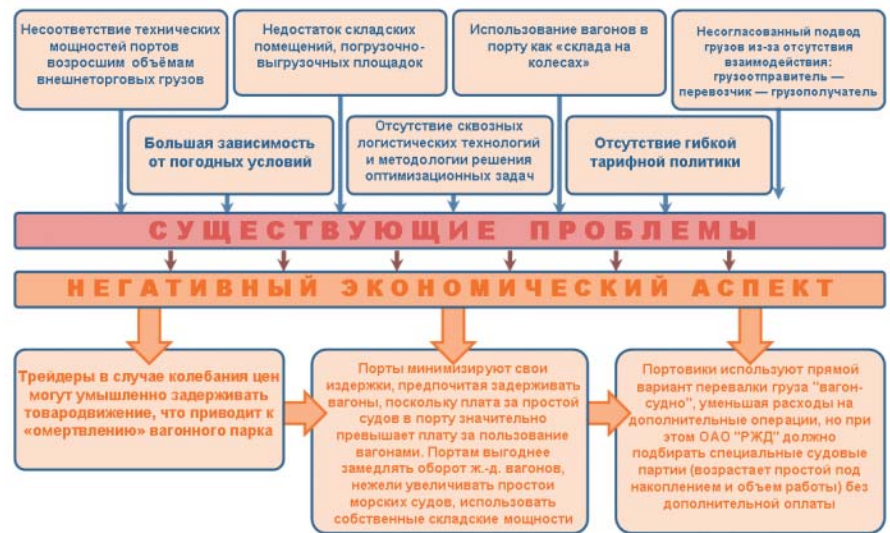 Несоответствие технических
мощностей портов
возросшим объёмам
внешнеторговых грузов
Недостаток складских
помещений, погрузочно-
выгрузочных площадок
Использование вагонов в
порту как «склада на
колесах»
Несогласованный подвод
грузов из-за отсутствия
взаимодействия:
грузоотправитель —
перевозчик — грузополучатель
Большая зависимость
от погодных условий
Отсутствие сквозных
логистических технологий
и методологии решения
оптимизационных задач
Отсутствие гибкой
тарифной политики
СУЩЕСТВУЮЩИЕ ПРОБЛЕМЫ
НЕГАТИВНЫЙ ЭКОНОМИЧЕСКИЙ АСПЕКТ
Трейдеры в случае колебания цен
могут умышленно задерживать
товародвижение, что приводит к
«омертвлению» вагонного парка
Порты минимизируют свои
издержки, предпочитая задерживать
вагоны, поскольку плата за простой
судов в порту значительно
превышает плату за пользование
вагонами. Портам выгоднее
замедлять оборот ж.-д. вагонов,
нежели увеличивать простои
морских судов, использовать
собственные складские мощности
Портовики используют прямой
вариант перевалки груза "вагон-
судно", уменьшая расходы на
дополнительные операции, но при
этом ОАО "РЖД" должно
подбирать специальные судовые
партии (возрастает простой под
накоплением и объем работы) без
дополнительной оплаты